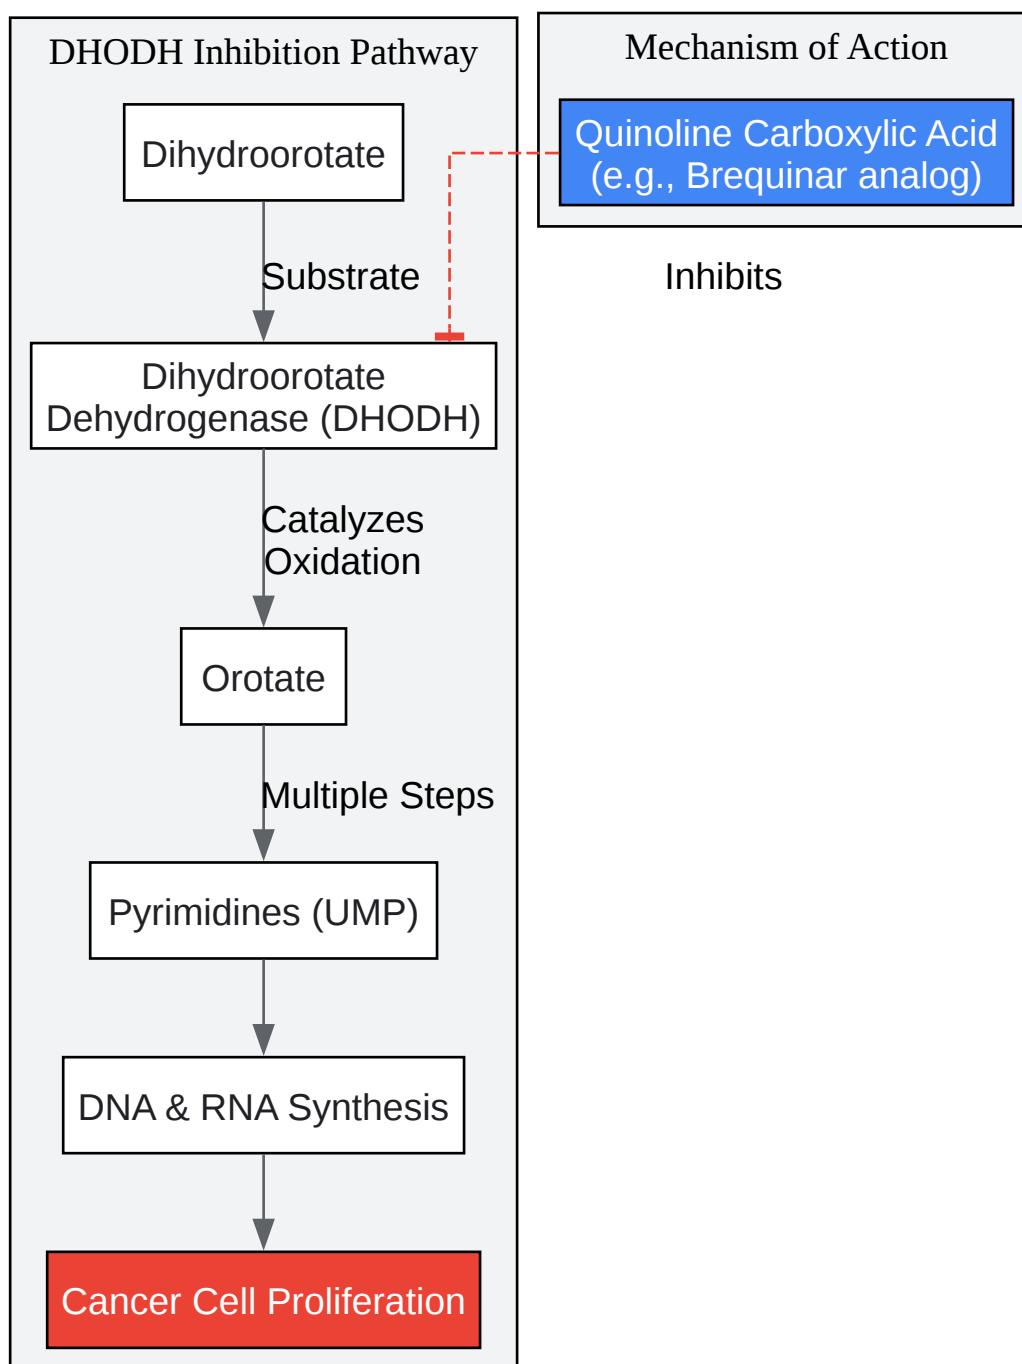 DHODH Inhibition Pathway
Dihydroorotate
Substrate
Dihydroorotate
Dehydrogenase (DHODH)
Catalyzes
Oxidation
Orotate
Multiple Steps
Pyrimidines (UMP)
DNA & RNA Synthesis
Cancer Cell Proliferation
Mechanism of Action
Quinoline Carboxylic Acid
(e.g., Brequinar analog)
Inhibits